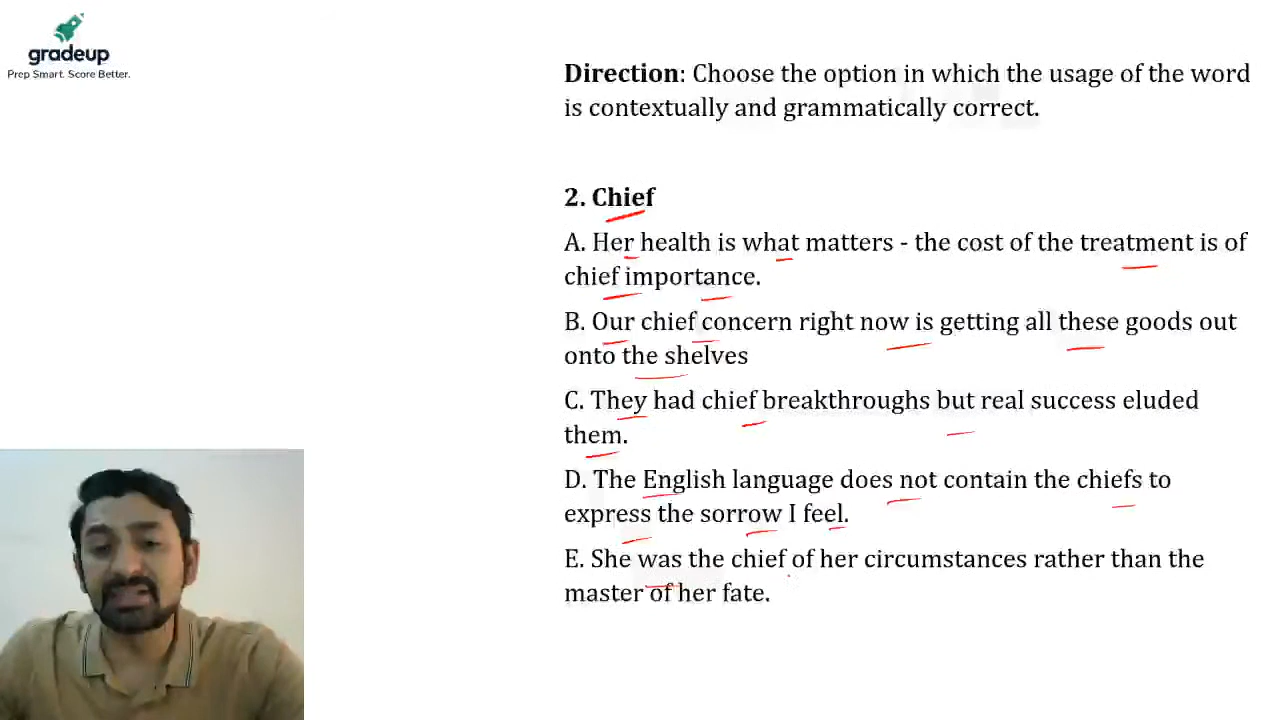 gradeup
Prep Smart. Score Better.
Direction: Choose the option in which the usage of the word
is contextually and grammatically correct.
2. Chief
A. Her health is what matters - the cost of the treatment is of
chief importance.
B. Our chief concern right now is getting all these goods out
onto the shelves
C. They had chief breakthroughs but real success eluded
them.
D. The English language does not contain the chiefs to
express the sorrow I feel.
E. She was the chief of her circumstances rather than the
master of her fate.